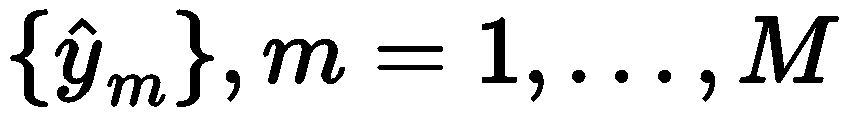 {ŷ_m}, m = 1, . . . , M